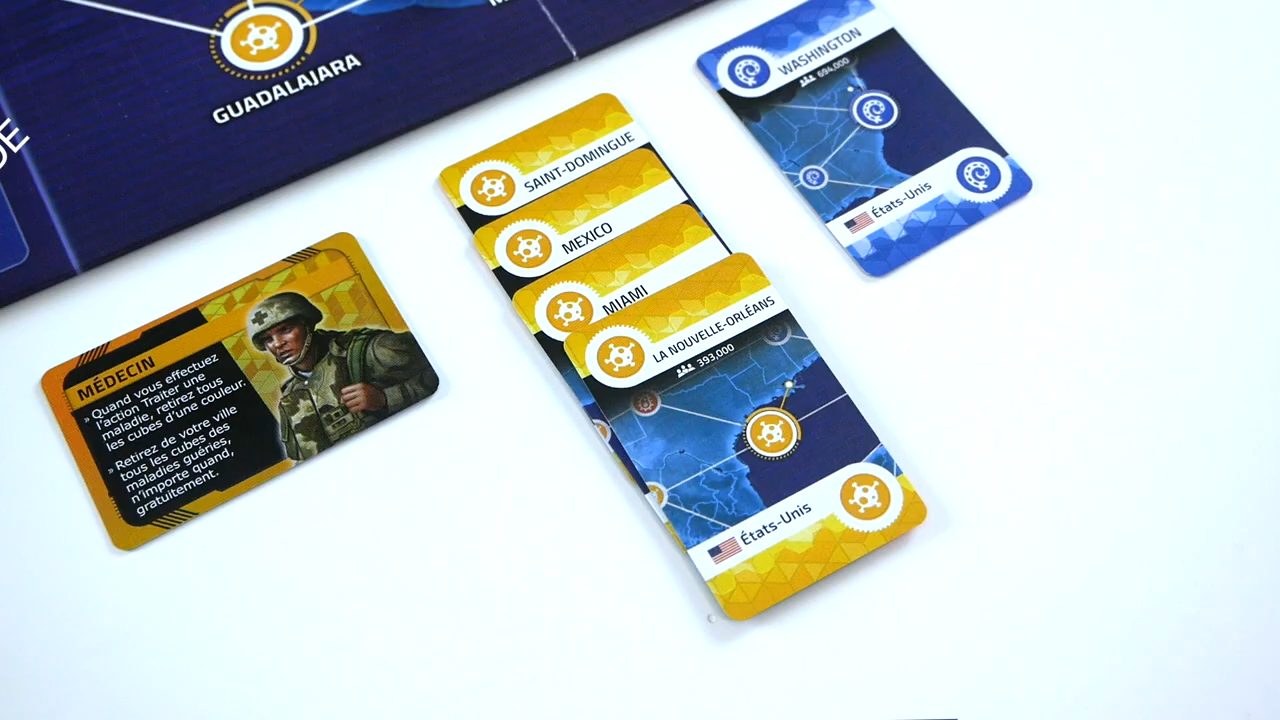 GUADALAJARA
DE
WASHINGTON
694,000
États-Unis
SAINT-DOMINGUE
MEXICO
MIAMI
LA NOUVELLE-ORLÉANS
393,000
États-Unis
MÉDECIN
» Quand vous effectuez
l'action Traiter une
maladie, retirez tous
les cubes d'une couleur.
» Retirez de votre ville
tous les cubes des
maladies guéries,
n'importe quand,
gratuitement.